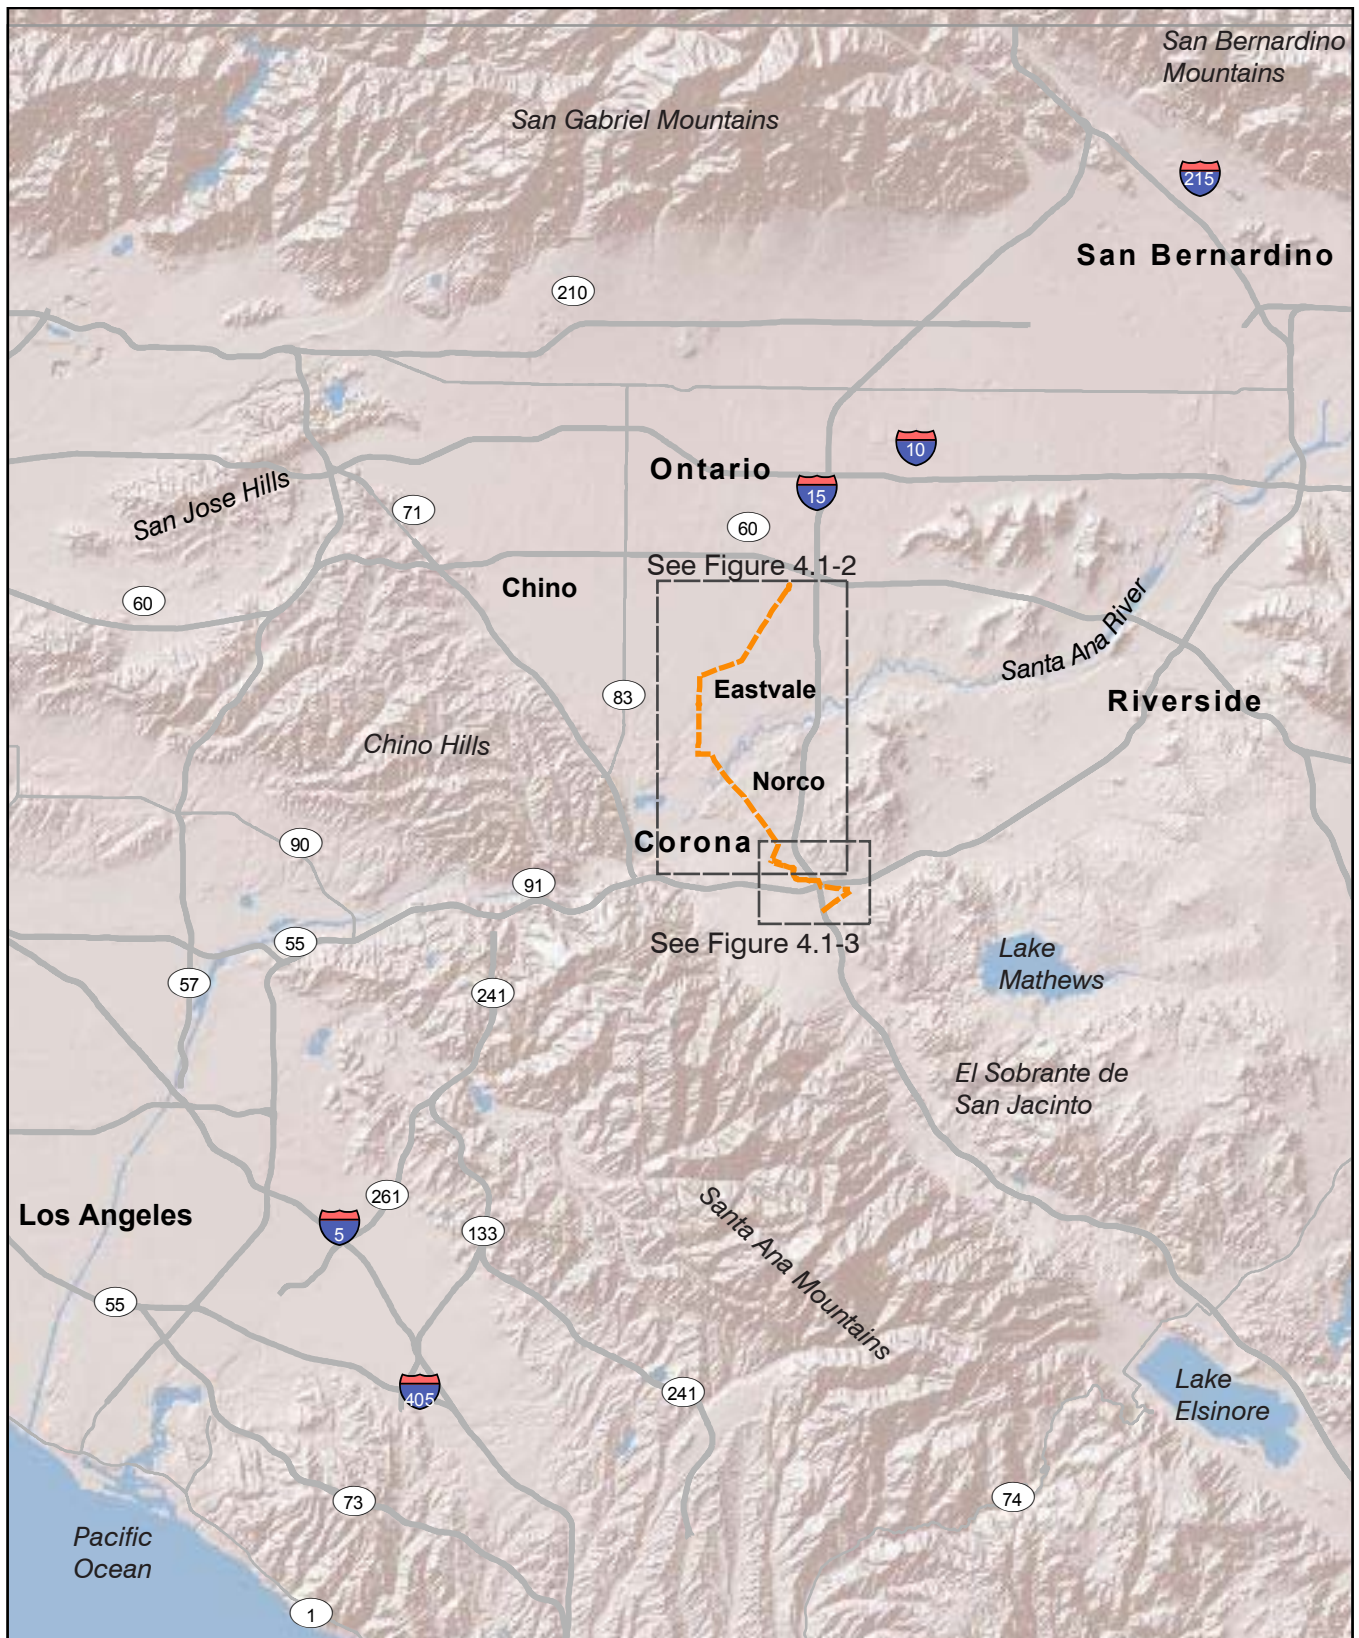 San Bernardino
Mountains
San Gabriel Mountains
215
San Bernardino
210
10
Ontario
15
San Jose Hills
71
60
See Figure 4.1-2
Chino
60
Santa Ana River
Eastvale
83
Riverside
Chino Hills
Norco
Corona
90
91
55
See Figure 4.1-3
Lake
Mathews
57
241
El Sobrante de
San Jacinto
261
Los Angeles
5
133
Santa Ana Mountains
55
405
241
Lake
Elsinore
73
74
Pacific
Ocean
1